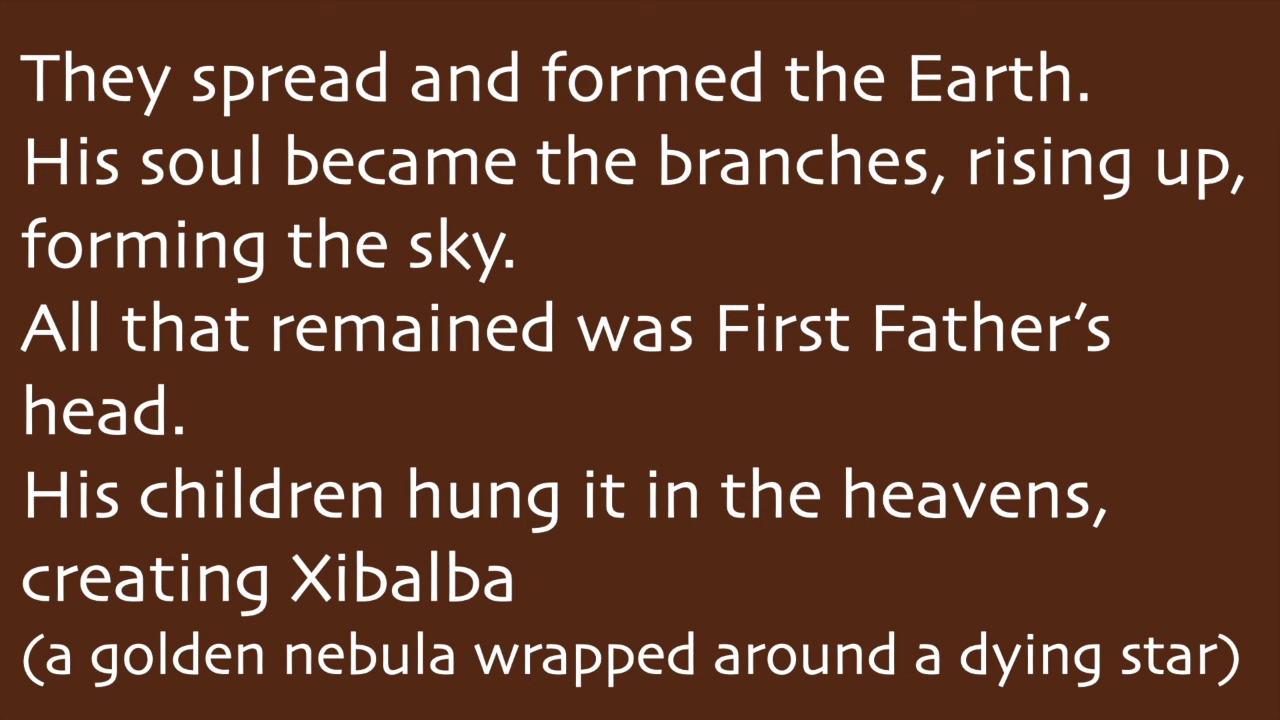 They spread and formed the Earth.
His soul became the branches, rising up,
forming the sky.
All that remained was First Father’s
head.
His children hung it in the heavens,
creating Xibalba
(a golden nebula wrapped around a dying star)